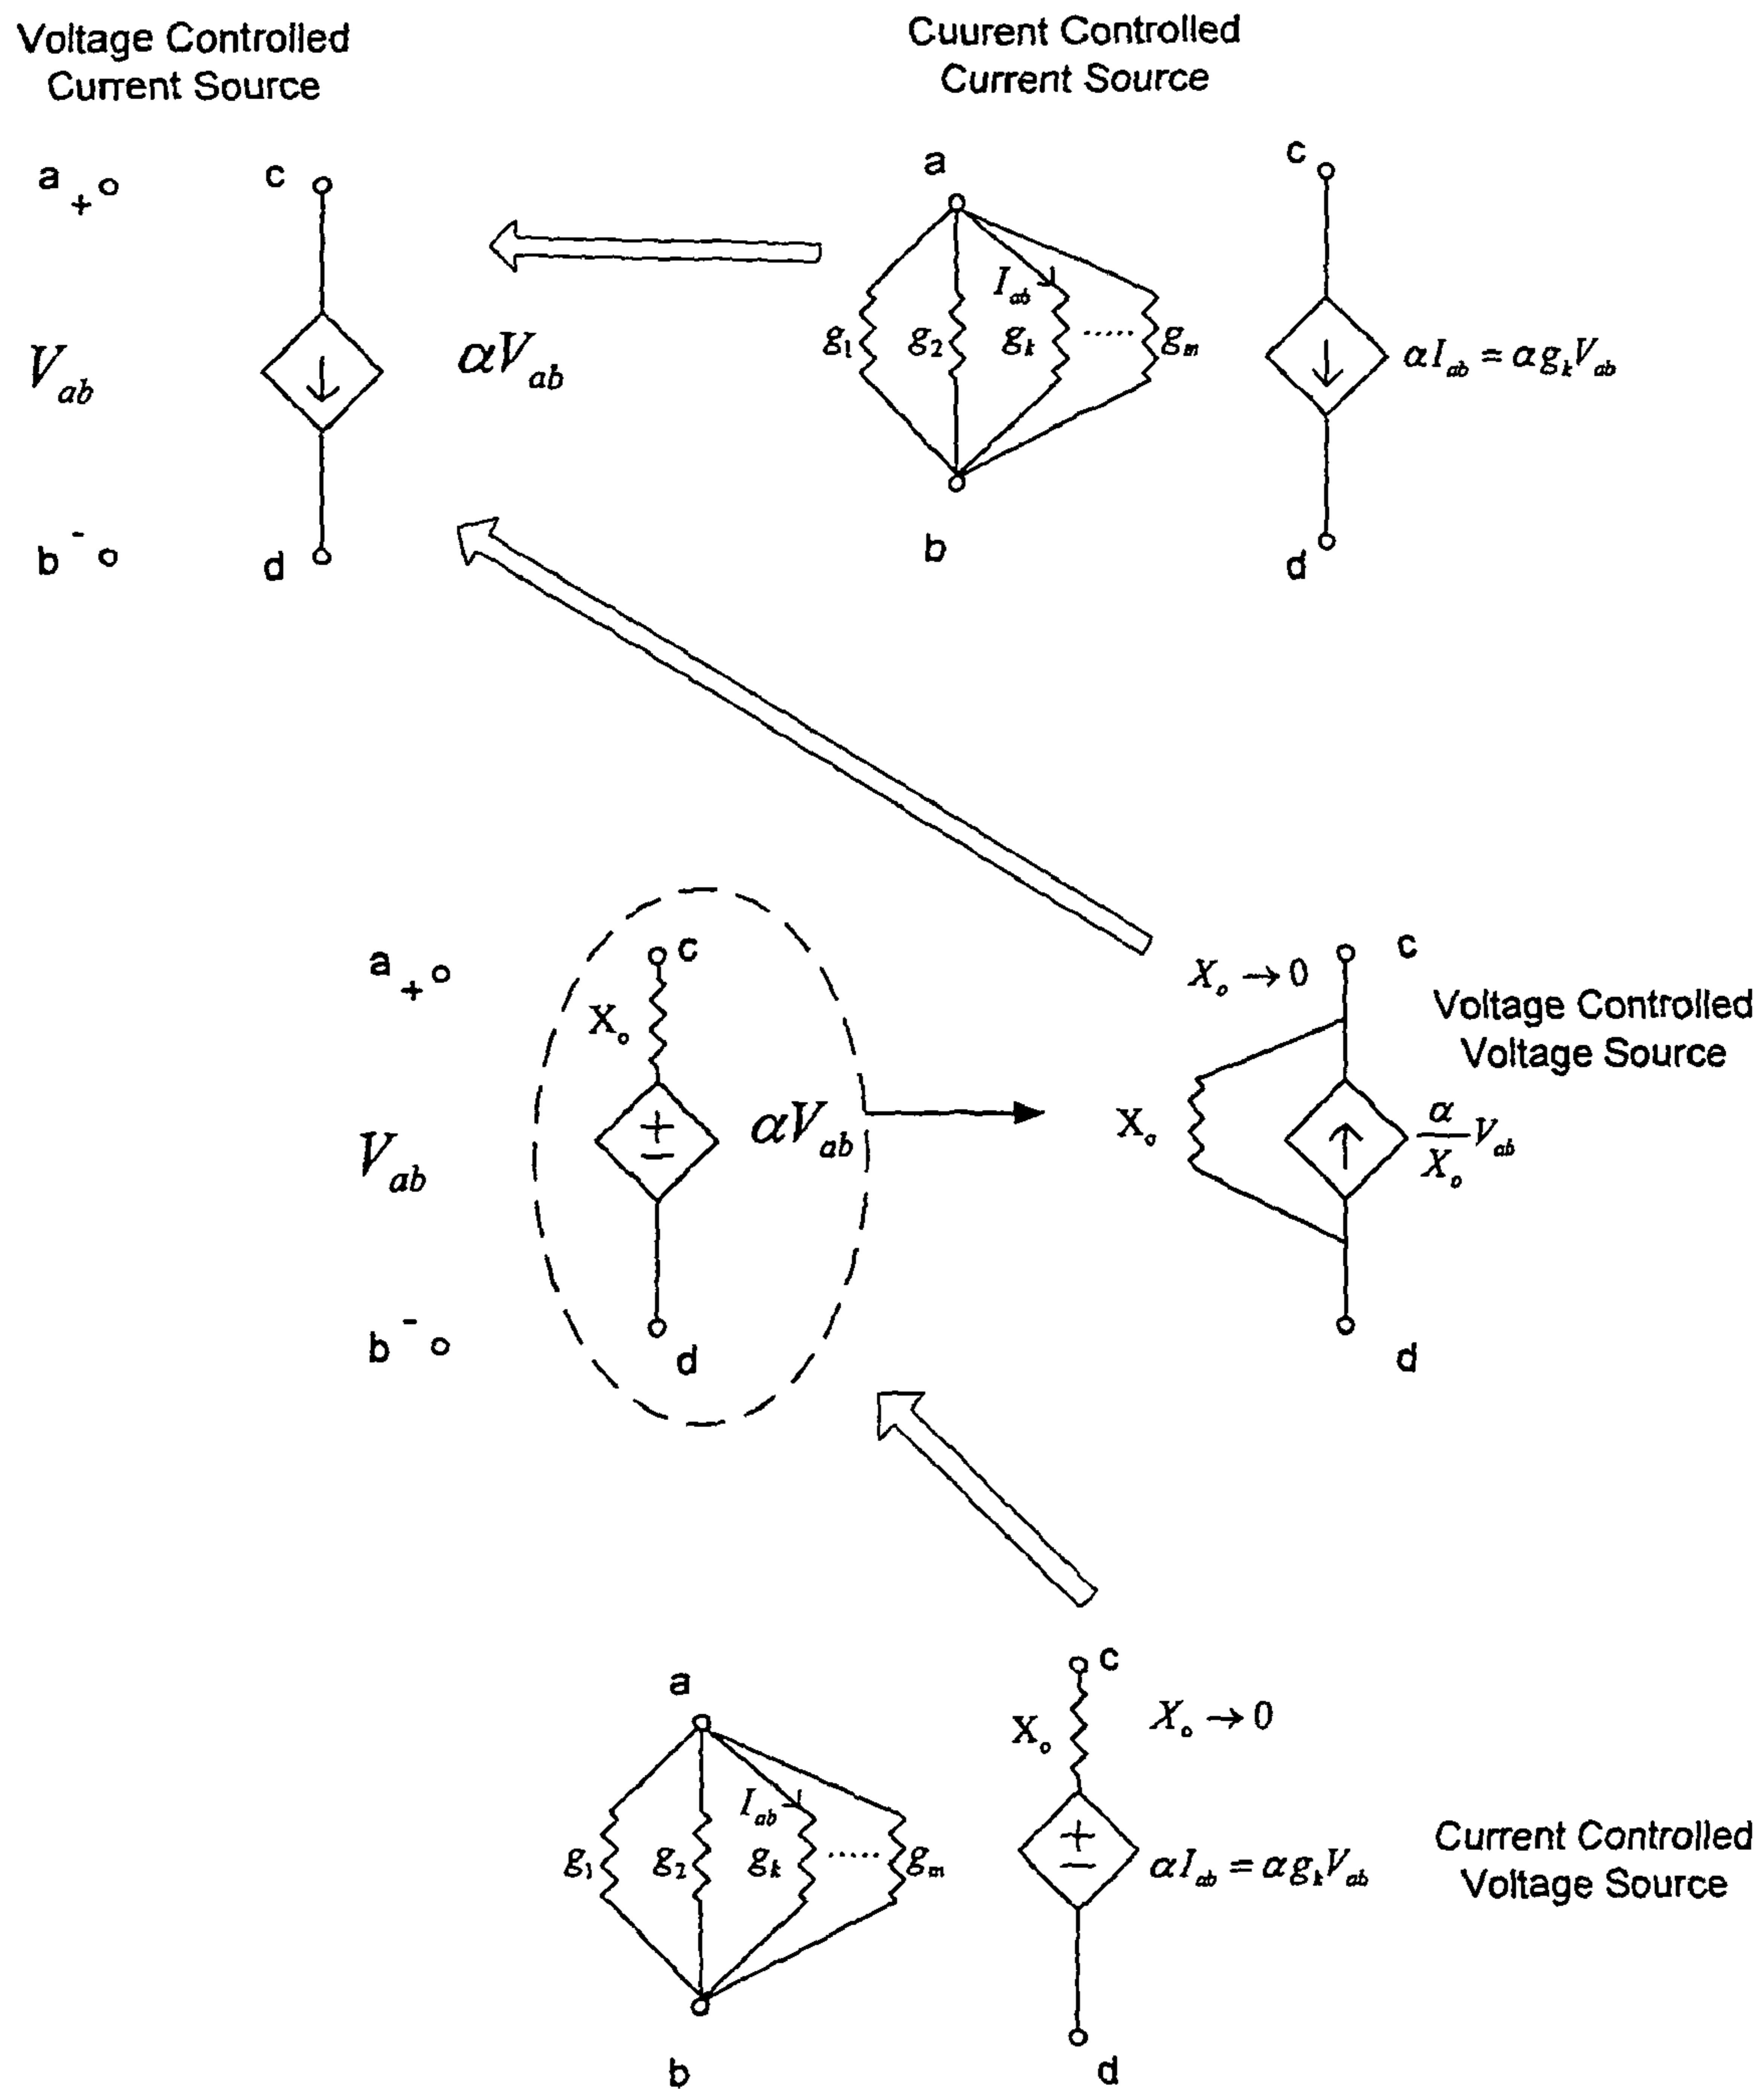 Voltage Controlled
Current Source
Cuurent Controlled
Current Source
a
+
V_ab
b
-
c
d
αV_ab
a
I_ab
g_1
g_2
g_k
.....
g_m
b
c
αI_ab = αg_kV_ab
d
a
+
V_ab
b
-
c
X_o
+
−
αV_ab
d
X_o → 0
c
Voltage Controlled
Voltage Source
X_o
α/X_o V_ab
d
a
I_ab
g_1
g_2
g_k
.....
g_m
b
c
X_o
X_o → 0
+
−
αI_ab = αg_kV_ab
d
Current Controlled
Voltage Source